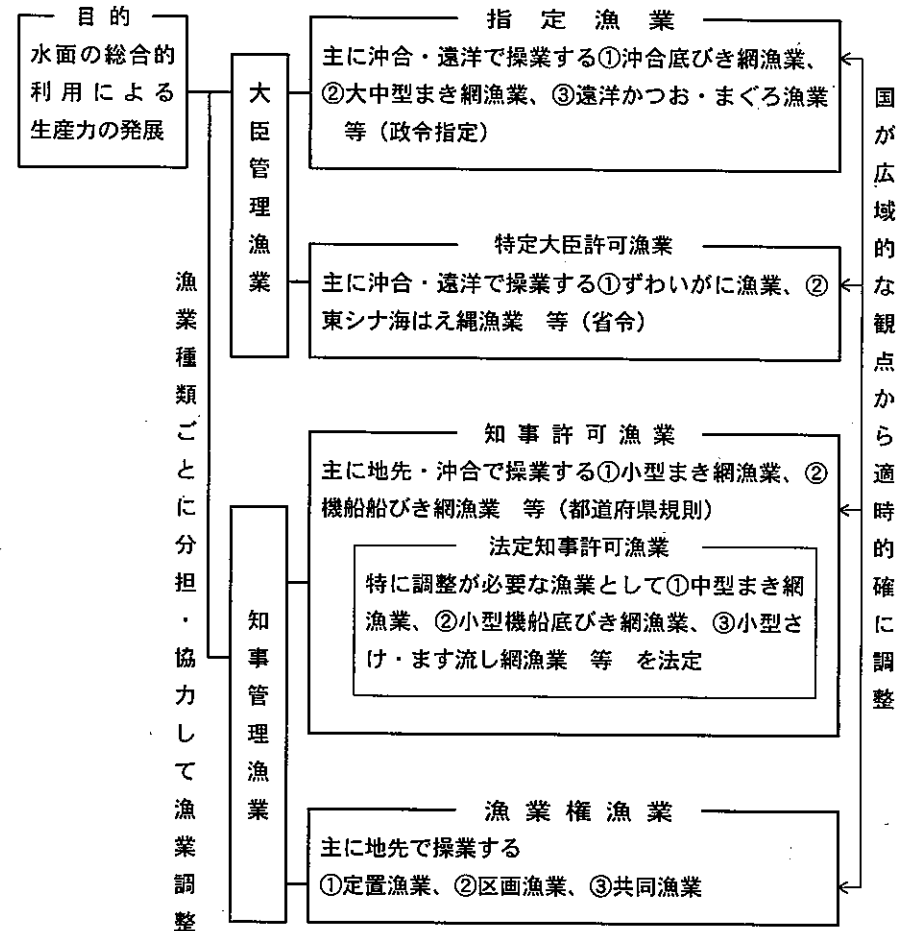 目的
水面の総合的
利用による
生産力の発展
漁業種類ごとに分担・協力して漁業調整
大臣管理漁業
指定漁業
主に沖合・遠洋で操業する①沖合底びき網漁業、
②大中型まき網漁業、③遠洋かつお・まぐろ漁業
等（政令指定）
特定大臣許可漁業
主に沖合・遠洋で操業する①ずわいがに漁業、②
東シナ海はえ縄漁業　等（省令）
知事管理漁業
知事許可漁業
主に地先・沖合で操業する①小型まき網漁業、②
機船船びき網漁業　等（都道府県規則）
法定知事許可漁業
特に調整が必要な漁業として①中型まき網
漁業、②小型機船底びき網漁業、③小型さ
け・ます流し網漁業　等　を法定
漁業権漁業
主に地先で操業する
①定置漁業、②区画漁業、③共同漁業
国が広域的な観点から適時的確に調整